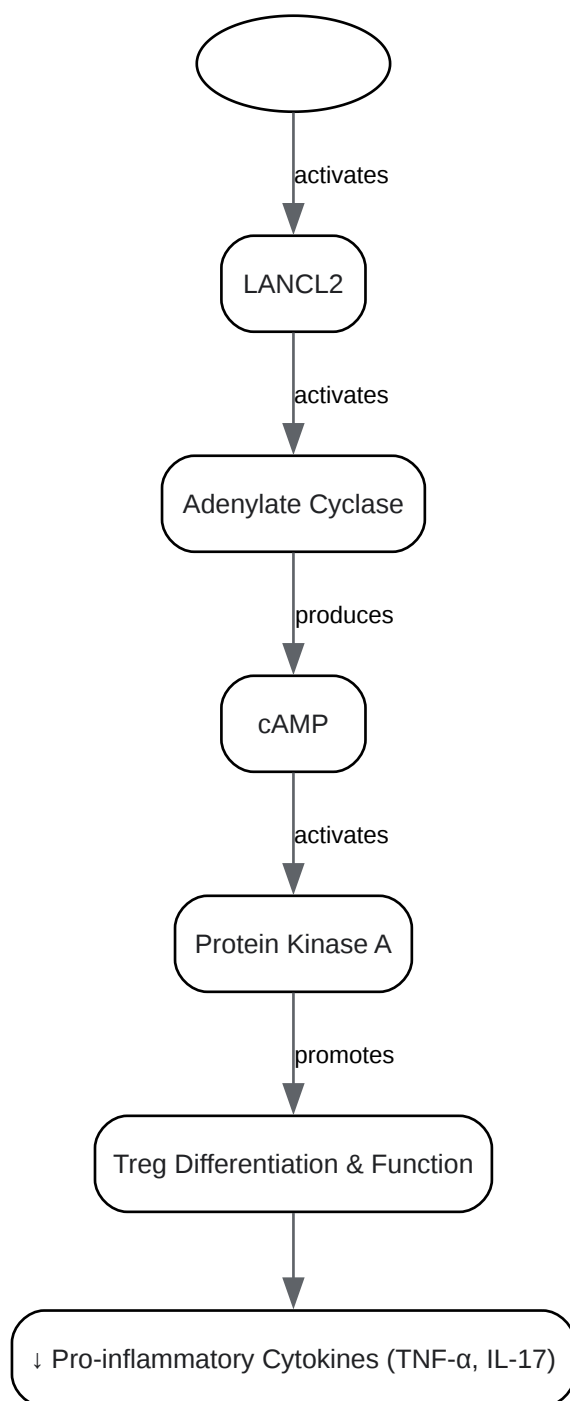 activates
LANCL2
activates
Adenylate Cyclase
produces
cAMP
activates
Protein Kinase A
promotes
Treg Differentiation & Function
↓ Pro-inflammatory Cytokines (TNF-α, IL-17)